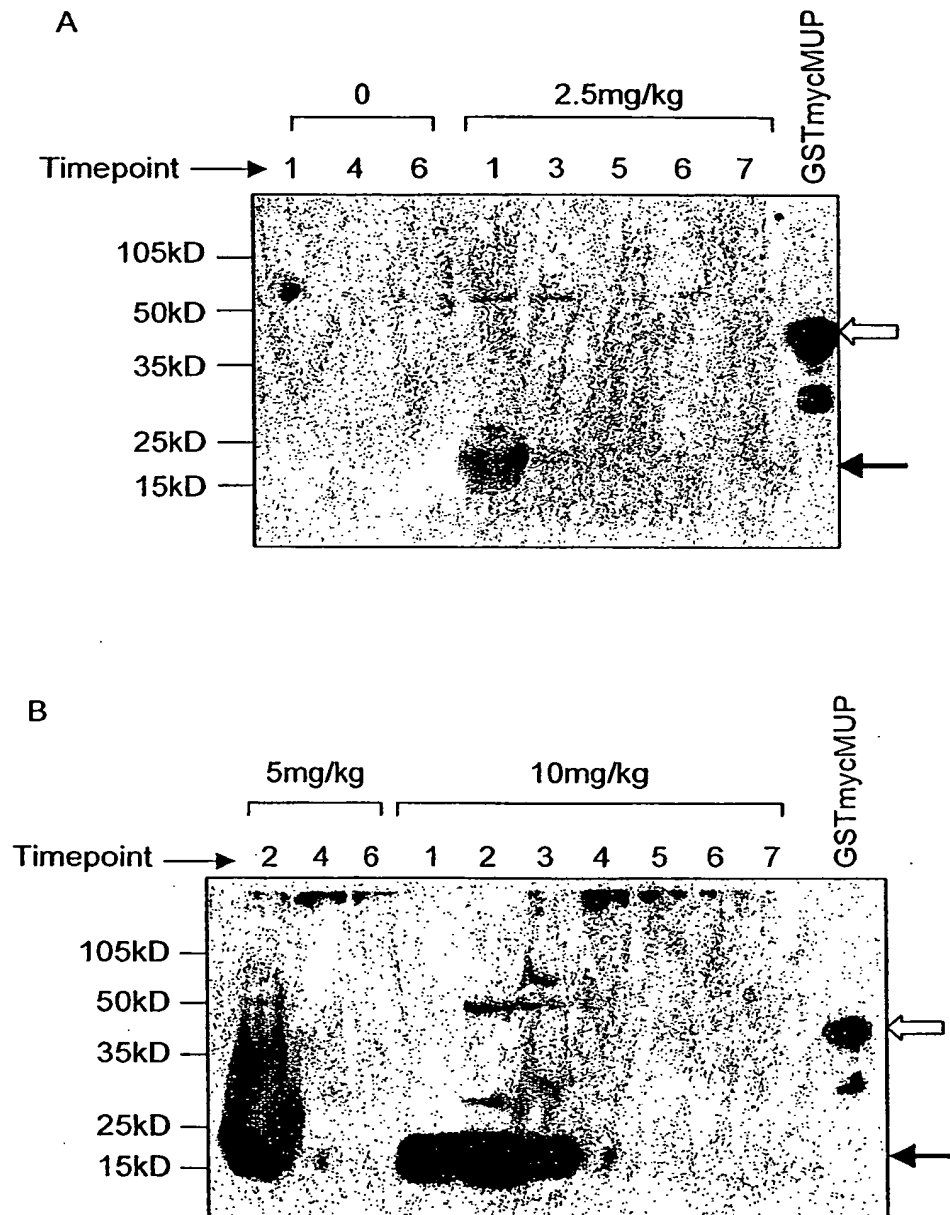 A
0 2.5mg/kg GSTmycMUP
Timepoint 1 4 6 1 3 5 6 7
105kD
50kD
35kD
25kD
15kD
B
5mg/kg 10mg/kg GSTmycMUP
Timepoint 2 4 6 1 2 3 4 5 6 7
105kD
50kD
35kD
25kD
15kD